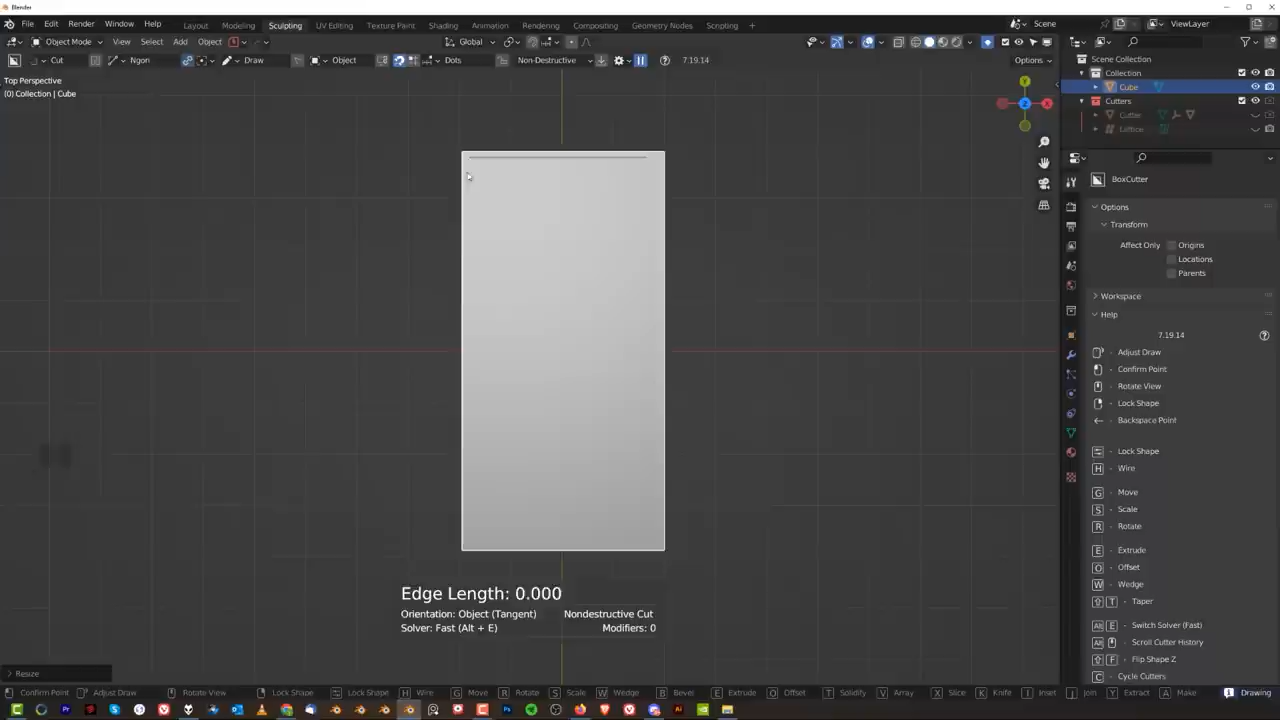 Blender
File Edit Render Window Help Layout Modeling Sculpting UV Editing Texture Paint Shading Animation Rendering Compositing Geometry Nodes Scripting + Scene ViewLayer
Object Mode View Select Add Object Global
Cut Ngon Draw Object Dots Non-Destructive 7.19.14 Options
Top Perspective
(0) Collection | Cube
Scene Collection
Collection
Cube
Cutters
Cutter
Lattice
BoxCutter
Options
Transform
Affect Only Origins
Locations
Parents
Workspace
Help
7.19.14
Adjust Draw
Confirm Point
Rotate View
Lock Shape
Backspace Point
Lock Shape
H Wire
G Move
S Scale
R Rotate
E Extrude
O Offset
W Wedge
T Taper
Alt E Switch Solver (Fast)
Alt Scroll Cutter History
F Flip Shape Z
C Cycle Cutters
Edge Length: 0.000
Orientation: Object (Tangent) Nondestructive Cut
Solver: Fast (Alt + E) Modifiers: 0
Resize
Confirm Point Adjust Draw Rotate View Lock Shape Lock Shape H Wire G Move R Rotate S Scale W Wedge B Bevel E Extrude O Offset T Solidify V Array X Slice K Knife I Inset J Join Y Extract A Make Drawing